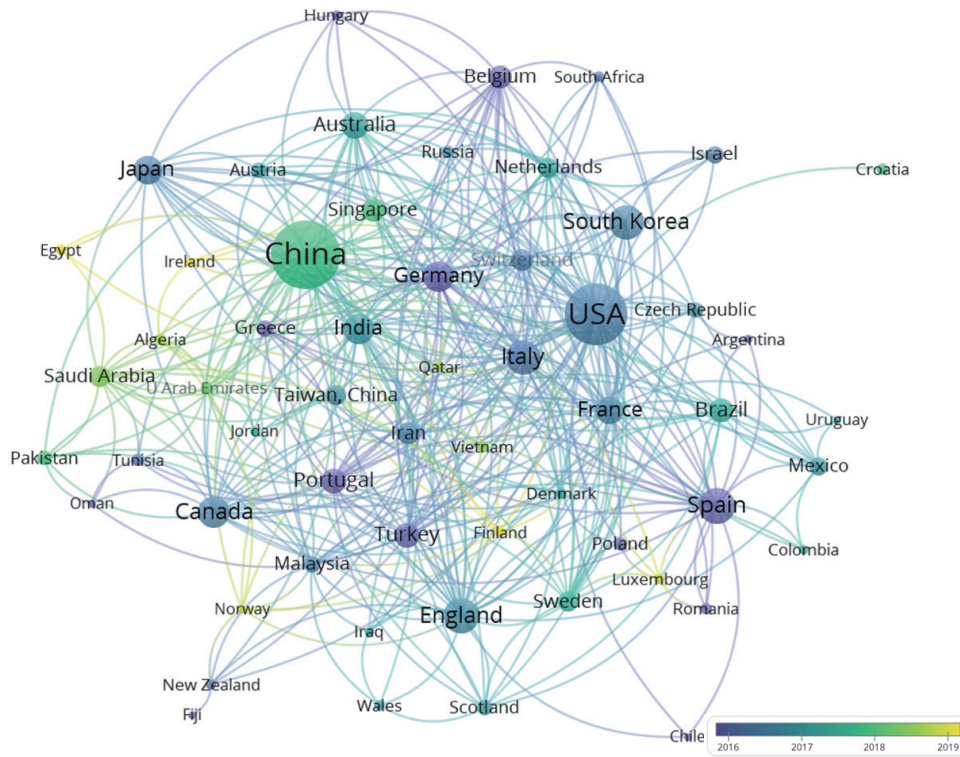 Hungary
Belgium
South Africa
Australia
Russia
Israel
Japan
Austria
Netherlands
Croatia
Singapore
South Korea
China
Egypt
Ireland
Switzerland
Germany
USA
Czech Republic
Greece
India
Argentina
Algeria
Italy
Qatar
Saudi Arabia
U Arab Emirates
Taiwan, China
France
Brazil
Uruguay
Jordan
Iran
Vietnam
Pakistan
Tunisia
Mexico
Portugal
Denmark
Oman
Canada
Spain
Turkey
Finland
Poland
Colombia
Malaysia
Luxembourg
Norway
Sweden
Romania
England
Iraq
New Zealand
Wales
Scotland
Fiji
Chile
2016 2017 2018 2019